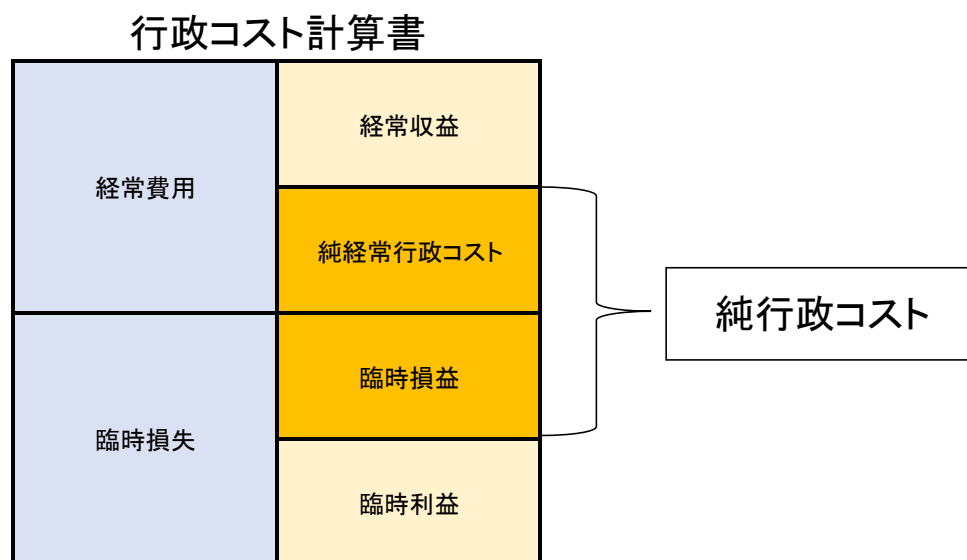 行政コスト計算書
経常費用
経常収益
純経常行政コスト
純行政コスト
臨時損益
臨時損失
臨時利益